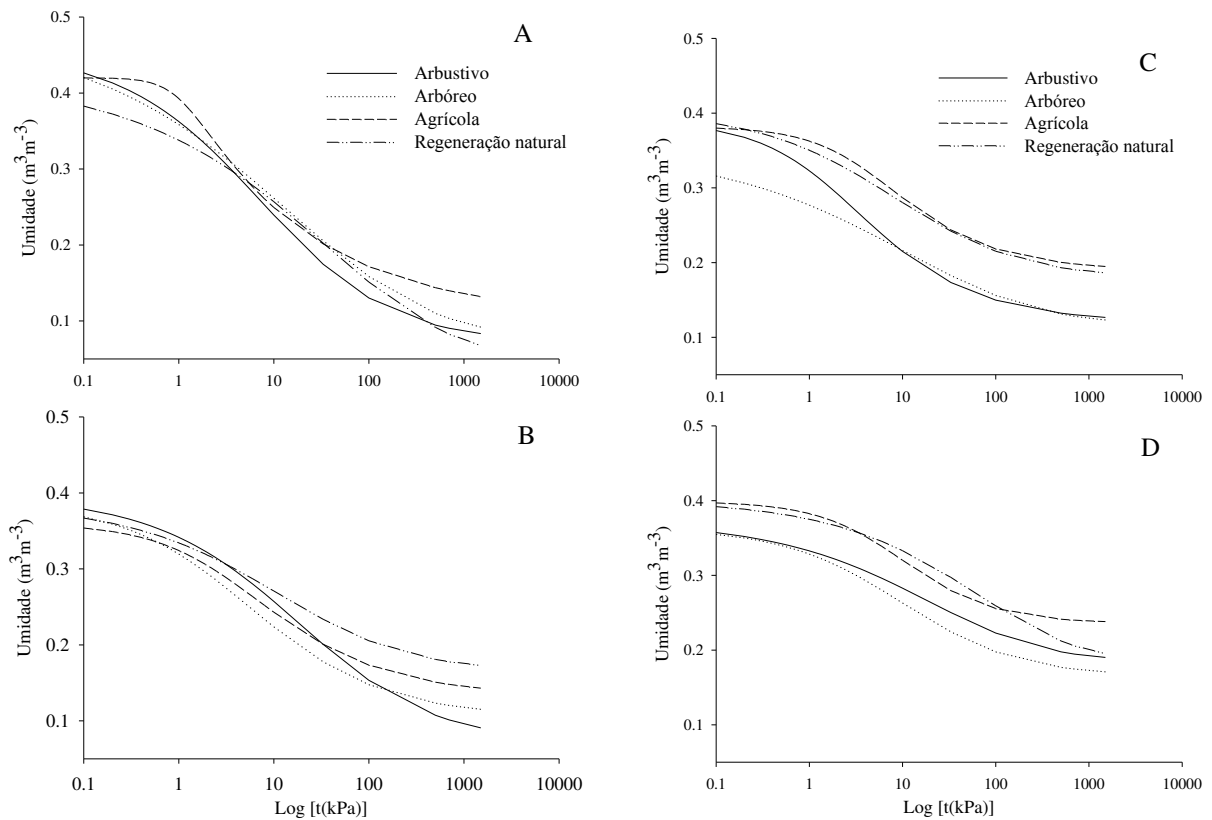 A
Arbustivo
Arbóreo
Agrícola
Regeneração natural
Umidade (m³m⁻³)
0.5
0.4
0.3
0.2
0.1
0.1 1 10 100 1000 10000
B
Umidade (m³m⁻³)
0.5
0.4
0.3
0.2
0.1
0.1 1 10 100 1000 10000
Log [t(kPa)]
C
Arbustivo
Arbóreo
Agrícola
Regeneração natural
Umidade (m³m⁻³)
0.5
0.4
0.3
0.2
0.1
0.1 1 10 100 1000 10000
D
Umidade (m³m⁻³)
0.5
0.4
0.3
0.2
0.1
0.1 1 10 100 1000 10000
Log [t(kPa)]